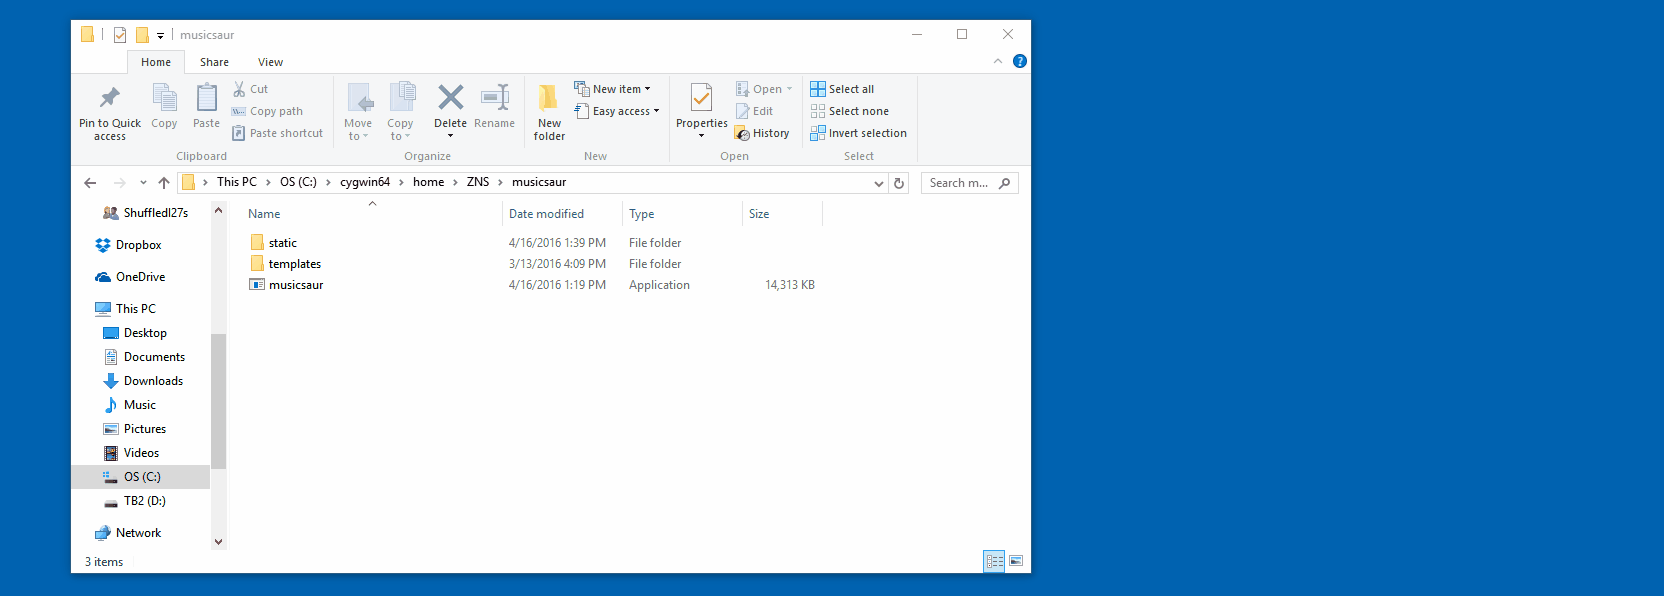 musicsaur
Home Share View
?
Pin to Quick access
Copy
Paste
Cut
Copy path
Paste shortcut
Clipboard
Move to
Copy to
Delete
Rename
Organize
New folder
New item
Easy access
New
Properties
Open
Edit
History
Open
Select all
Select none
Invert selection
Select
This PC > OS (C:) > cygwin64 > home > ZNS > musicsaur
Search m...
Shuffledl27s
Dropbox
OneDrive
This PC
Desktop
Documents
Downloads
Music
Pictures
Videos
OS (C:)
TB2 (D:)
Network
Name Date modified Type Size
static 4/16/2016 1:39 PM File folder
templates 3/13/2016 4:09 PM File folder
musicsaur 4/16/2016 1:19 PM Application 14,313 KB
3 items